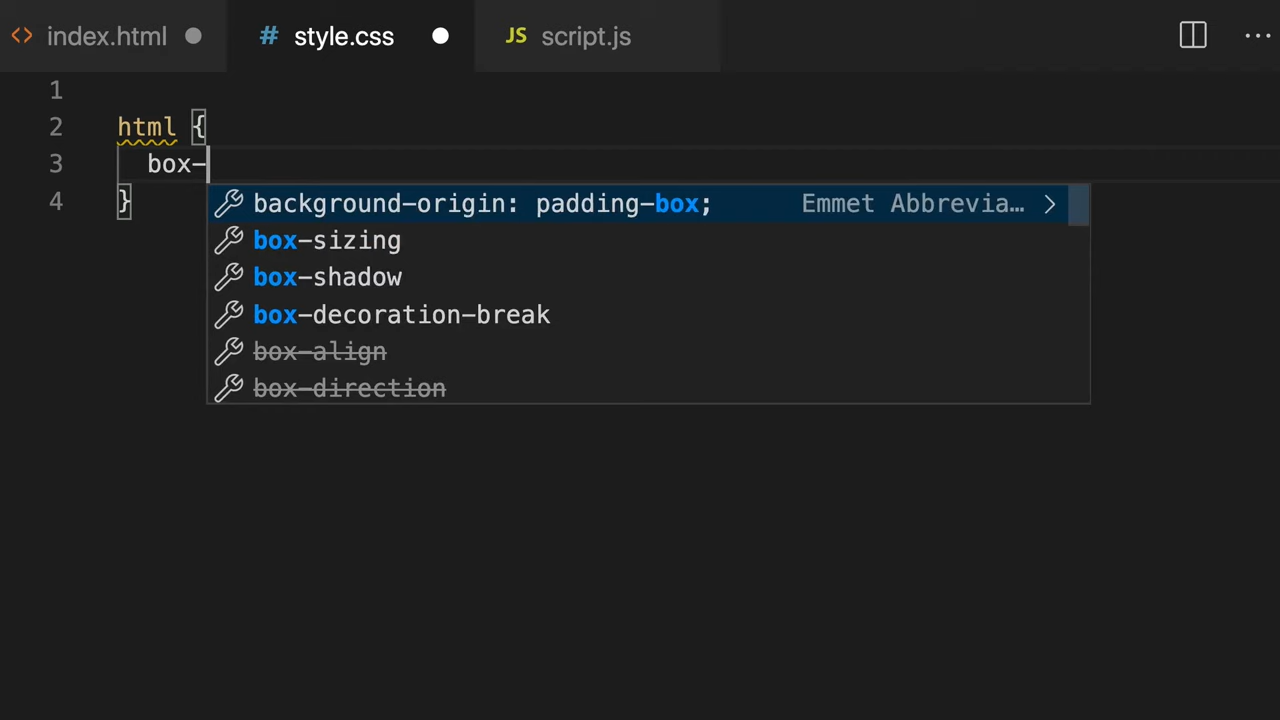 <> index.html # style.css JS script.js ...
1
2 html {
3 box-
4 }
background-origin: padding-box; Emmet Abbrevia… >
box-sizing
box-shadow
box-decoration-break
box-align
box-direction